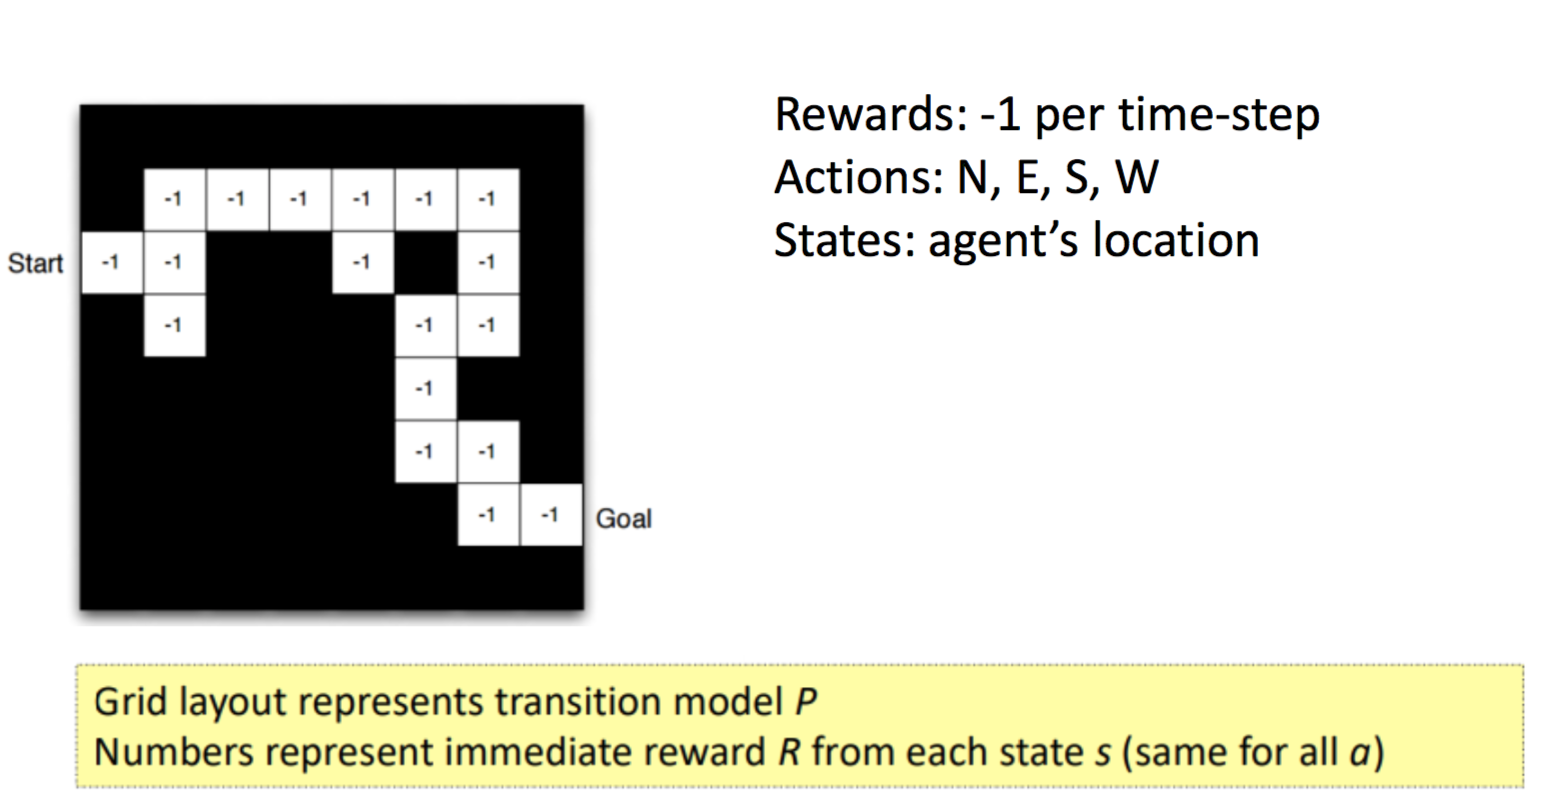 Rewards: -1 per time-step
Actions: N, E, S, W
States: agent’s location
-1 -1 -1 -1 -1 -1
Start -1 -1 -1 -1
-1 -1 -1
-1
-1 -1
-1 -1 Goal
Grid layout represents transition model P
Numbers represent immediate reward R from each state s (same for all a)